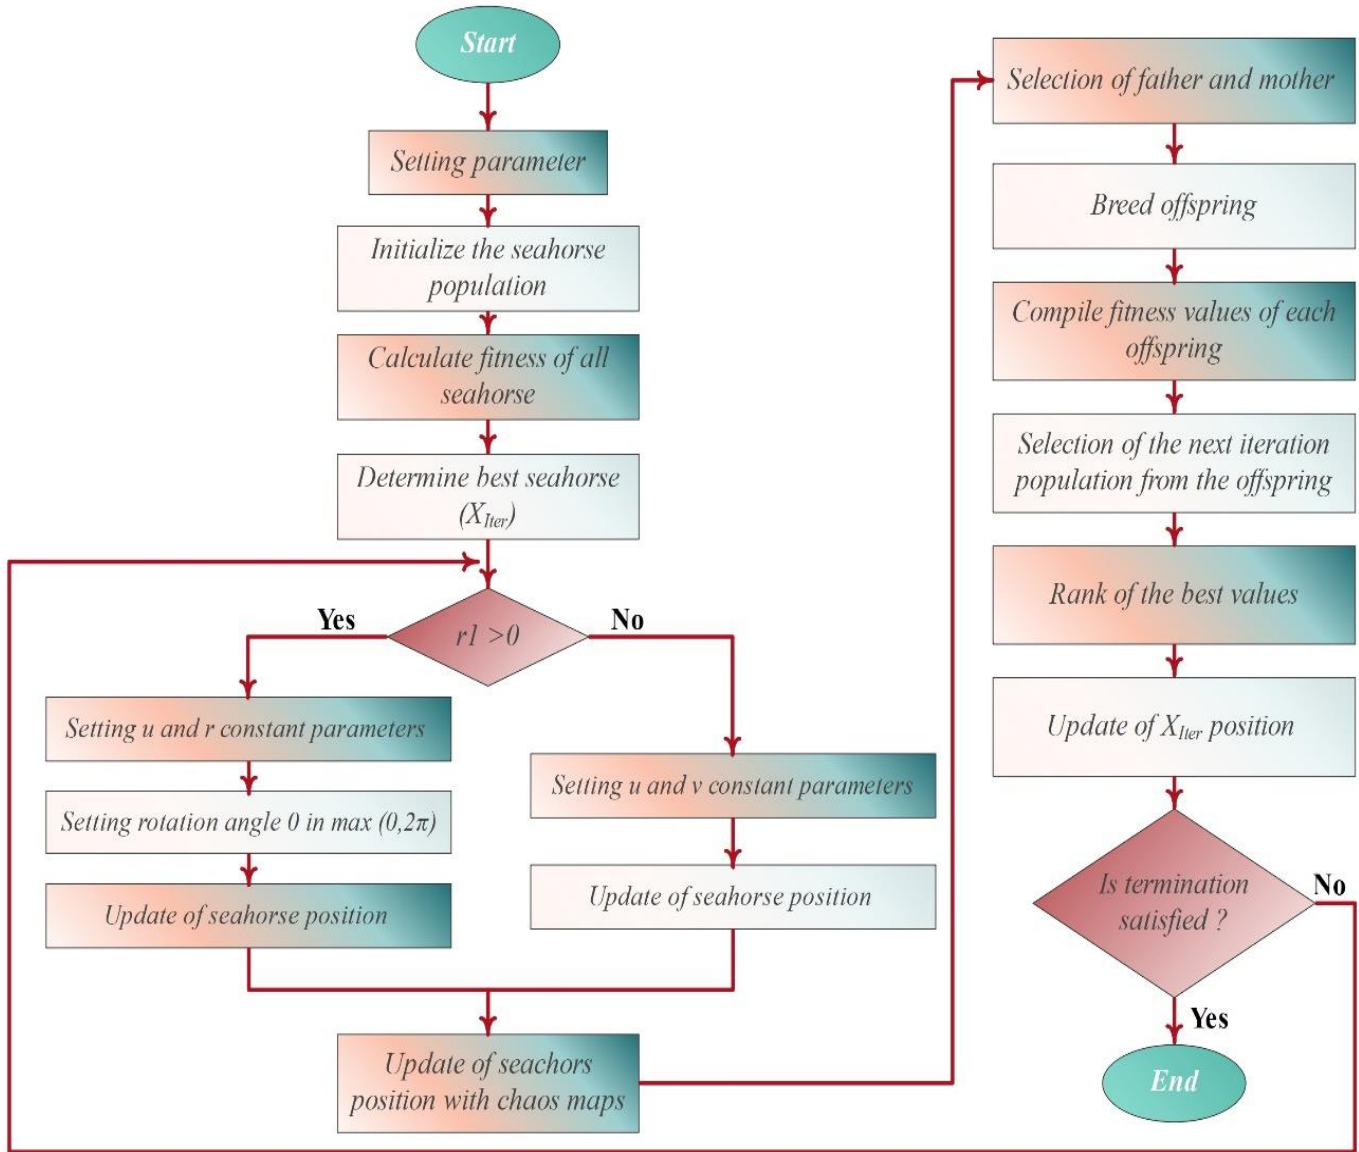 Start
Setting parameter
Initialize the seahorse
population
Calculate fitness of all
seahorse
Determine best seahorse
(X_Iter)
r1 >0
Yes
No
Setting u and r constant parameters
Setting rotation angle 0 in max (0,2π)
Update of seahorse position
Setting u and v constant parameters
Update of seahorse position
Update of seachors
position with chaos maps
Selection of father and mother
Breed offspring
Compile fitness values of each
offspring
Selection of the next iteration
population from the offspring
Rank of the best values
Update of X_Iter position
Is termination
satisfied ?
No
Yes
End